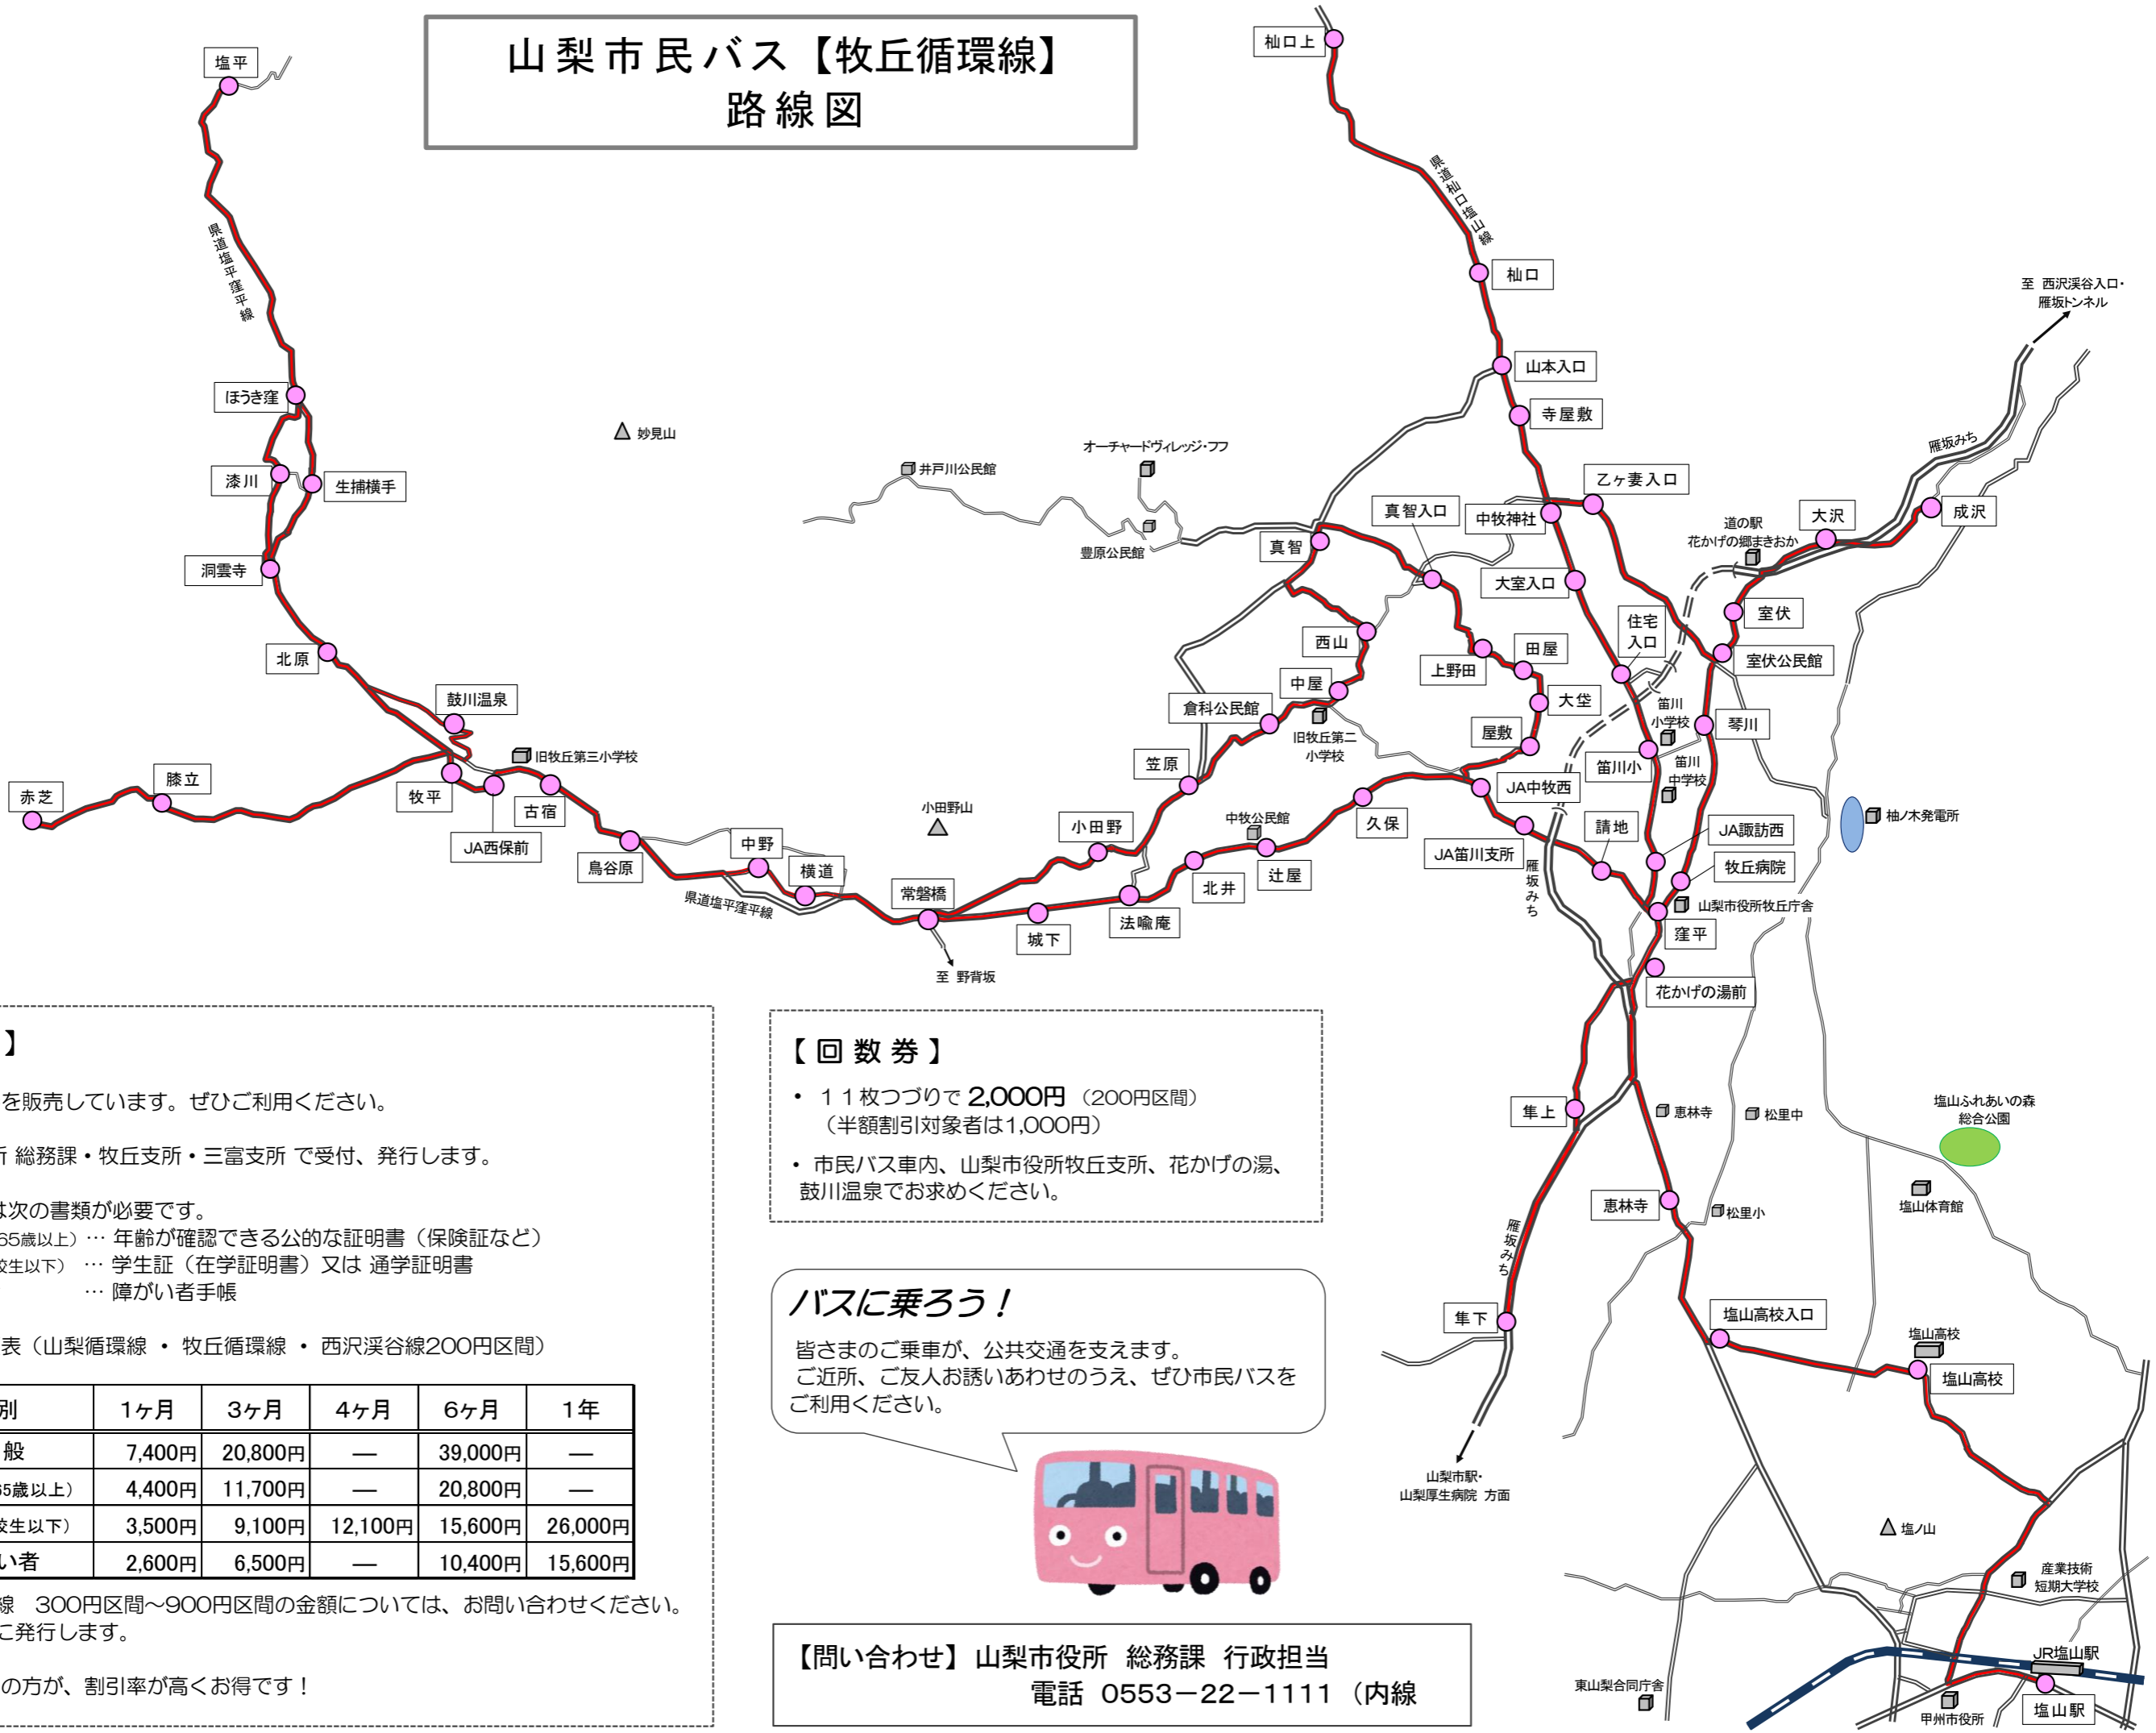 山梨市民バス【牧丘循環線】
路線図
塩平
県道塩平窪平線
ほうき窪
漆川
生捕横手
洞雲寺
北原
鼓川温泉
旧牧丘第三小学校
膝立
赤芝
牧平
JA西保前
古宿
鳥谷原
中野
横道
県道塩平窪平線
常磐橋
至 野背坂
妙見山
小田野山
井戸川公民館
オーチャードヴィレッジ・フフ
豊原公民館
杣口上
県道杣口塩山線
杣口
山本入口
寺屋敷
乙ヶ妻入口
中牧神社
真智入口
真智
大室入口
西山
上野田
田屋
大垈
屋敷
中屋
倉科公民館
旧牧丘第二
小学校
笠原
小田野
城下
法喩庵
北井
中牧公民館
辻屋
久保
JA中牧西
JA笛川支所
請地
雁坂みち
住宅
入口
笛川
小学校
笛川小
笛川
中学校
琴川
JA諏訪西
牧丘病院
山梨市役所牧丘庁舎
窪平
花かげの湯前
室伏公民館
室伏
道の駅
花かげの郷まきおか
大沢
成沢
雁坂みち
至 西沢渓谷入口・
雁坂トンネル
柚ノ木発電所
隼上
隼下
雁坂みち
山梨市駅・
山梨厚生病院 方面
恵林寺
松里中
恵林寺
松里小
塩山ふれあいの森
総合公園
塩山体育館
塩山高校入口
塩山高校
塩山高校
塩ノ山
産業技術
短期大学校
JR塩山駅
塩山駅
甲州市役所
東山梨合同庁舎
】
を販売しています。ぜひご利用ください。
所 総務課・牧丘支所・三富支所 で受付、発行します。
は次の書類が必要です。
65歳以上）… 年齢が確認できる公的な証明書（保険証など）
校生以下） … 学生証（在学証明書）又は 通学証明書
… 障がい者手帳
表（山梨循環線 ・ 牧丘循環線 ・ 西沢渓谷線200円区間）
別 1ヶ月 3ヶ月 4ヶ月 6ヶ月 1年
般 7,400円 20,800円 ― 39,000円 ―
65歳以上） 4,400円 11,700円 ― 20,800円 ―
校生以下） 3,500円 9,100円 12,100円 15,600円 26,000円
い者 2,600円 6,500円 ― 10,400円 15,600円
線 300円区間～900円区間の金額については、お問い合わせください。
に発行します。
の方が、割引率が高くお得です！
【 回 数 券 】
・ 11枚つづりで 2,000円 （200円区間）
（半額割引対象者は1,000円）
・ 市民バス車内、山梨市役所牧丘支所、花かげの湯、
鼓川温泉でお求めください。
バスに乗ろう！
皆さまのご乗車が、公共交通を支えます。
ご近所、ご友人お誘いあわせのうえ、ぜひ市民バスを
ご利用ください。
【問い合わせ】山梨市役所 総務課 行政担当
電話 0553－22－1111 （内線